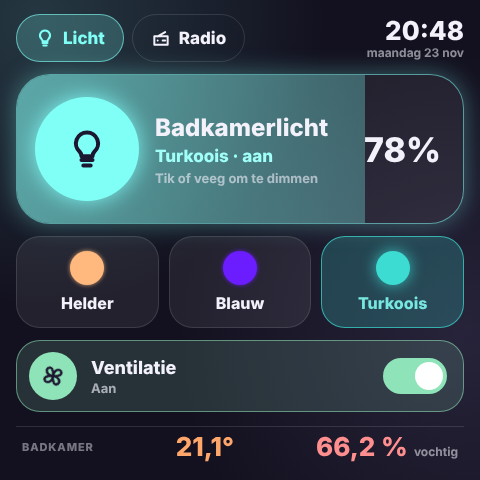 Licht
Radio
20:48
maandag 23 nov
Badkamerlicht
Turkoois · aan
Tik of veeg om te dimmen
78%
Helder
Blauw
Turkoois
Ventilatie
Aan
BADKAMER
21,1°
66,2 % vochtig